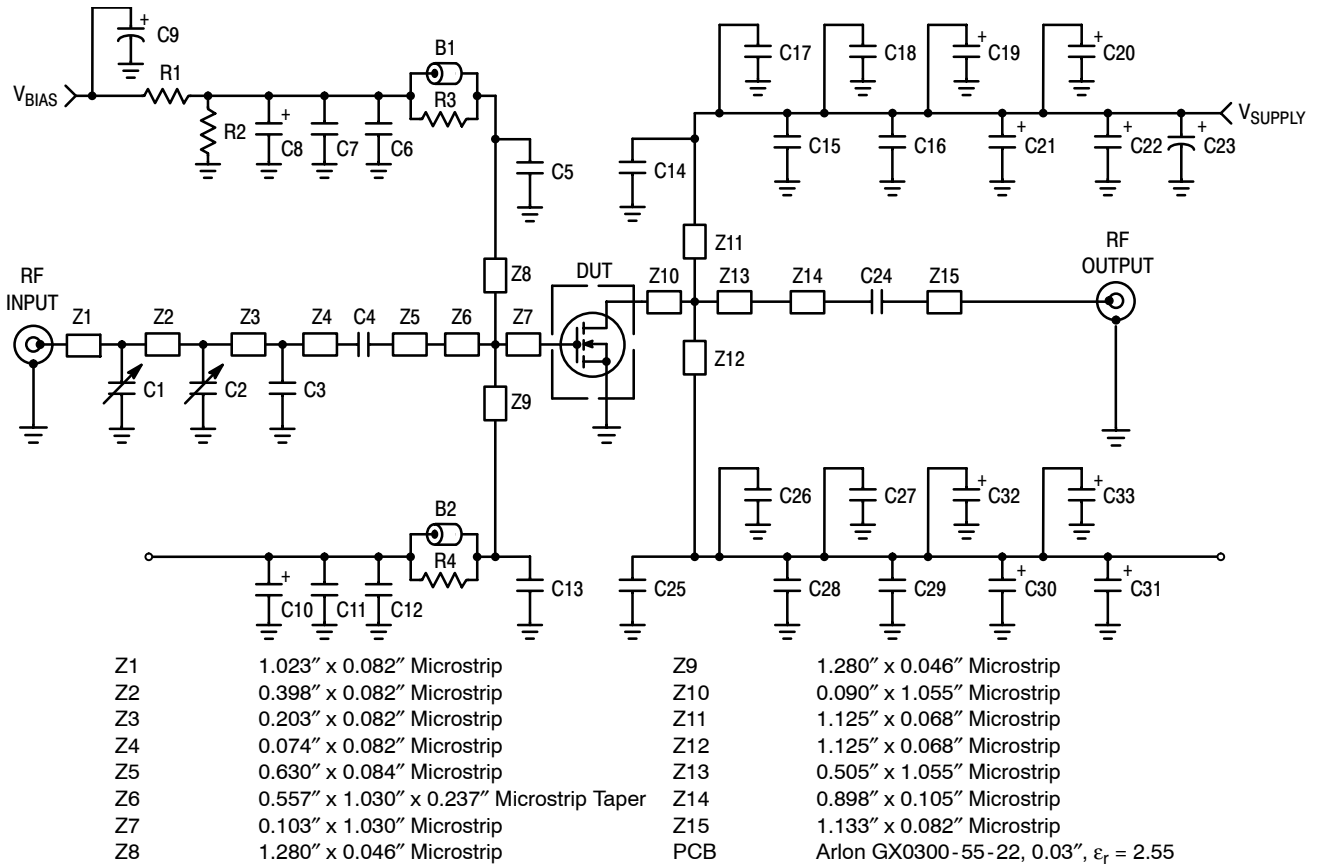 C9
B1
R1
V_BIAS
R3
R2
C8
C7
C6
C5
C17
C18
+ C19
+ C20
V_SUPPLY
C15
C16
+ C21
+ C22
+ C23
C14
Z11
RF INPUT
Z1
Z2
Z3
Z4
C4
Z5
Z6
Z8
Z7
DUT
Z10
Z13
Z14
C24
Z15
RF OUTPUT
C1
C2
C3
Z9
Z12
B2
R4
+ C10
C11
C12
C13
C26
C27
+ C32
+ C33
C25
C28
C29
+ C30
+ C31
Z1 1.023″ x 0.082″ Microstrip
Z2 0.398″ x 0.082″ Microstrip
Z3 0.203″ x 0.082″ Microstrip
Z4 0.074″ x 0.082″ Microstrip
Z5 0.630″ x 0.084″ Microstrip
Z6 0.557″ x 1.030″ x 0.237″ Microstrip Taper
Z7 0.103″ x 1.030″ Microstrip
Z8 1.280″ x 0.046″ Microstrip
Z9 1.280″ x 0.046″ Microstrip
Z10 0.090″ x 1.055″ Microstrip
Z11 1.125″ x 0.068″ Microstrip
Z12 1.125″ x 0.068″ Microstrip
Z13 0.505″ x 1.055″ Microstrip
Z14 0.898″ x 0.105″ Microstrip
Z15 1.133″ x 0.082″ Microstrip
PCB Arlon GX0300-55-22, 0.03″, εr = 2.55